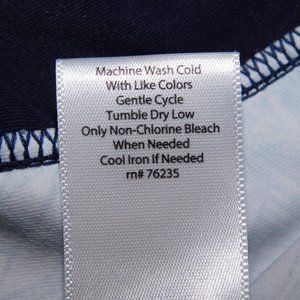 Machine Wash Cold
With Like Colors
Gentle Cycle
Tumble Dry Low
Only Non-Chlorine Bleach
When Needed
Cool Iron If Needed
rn# 76235